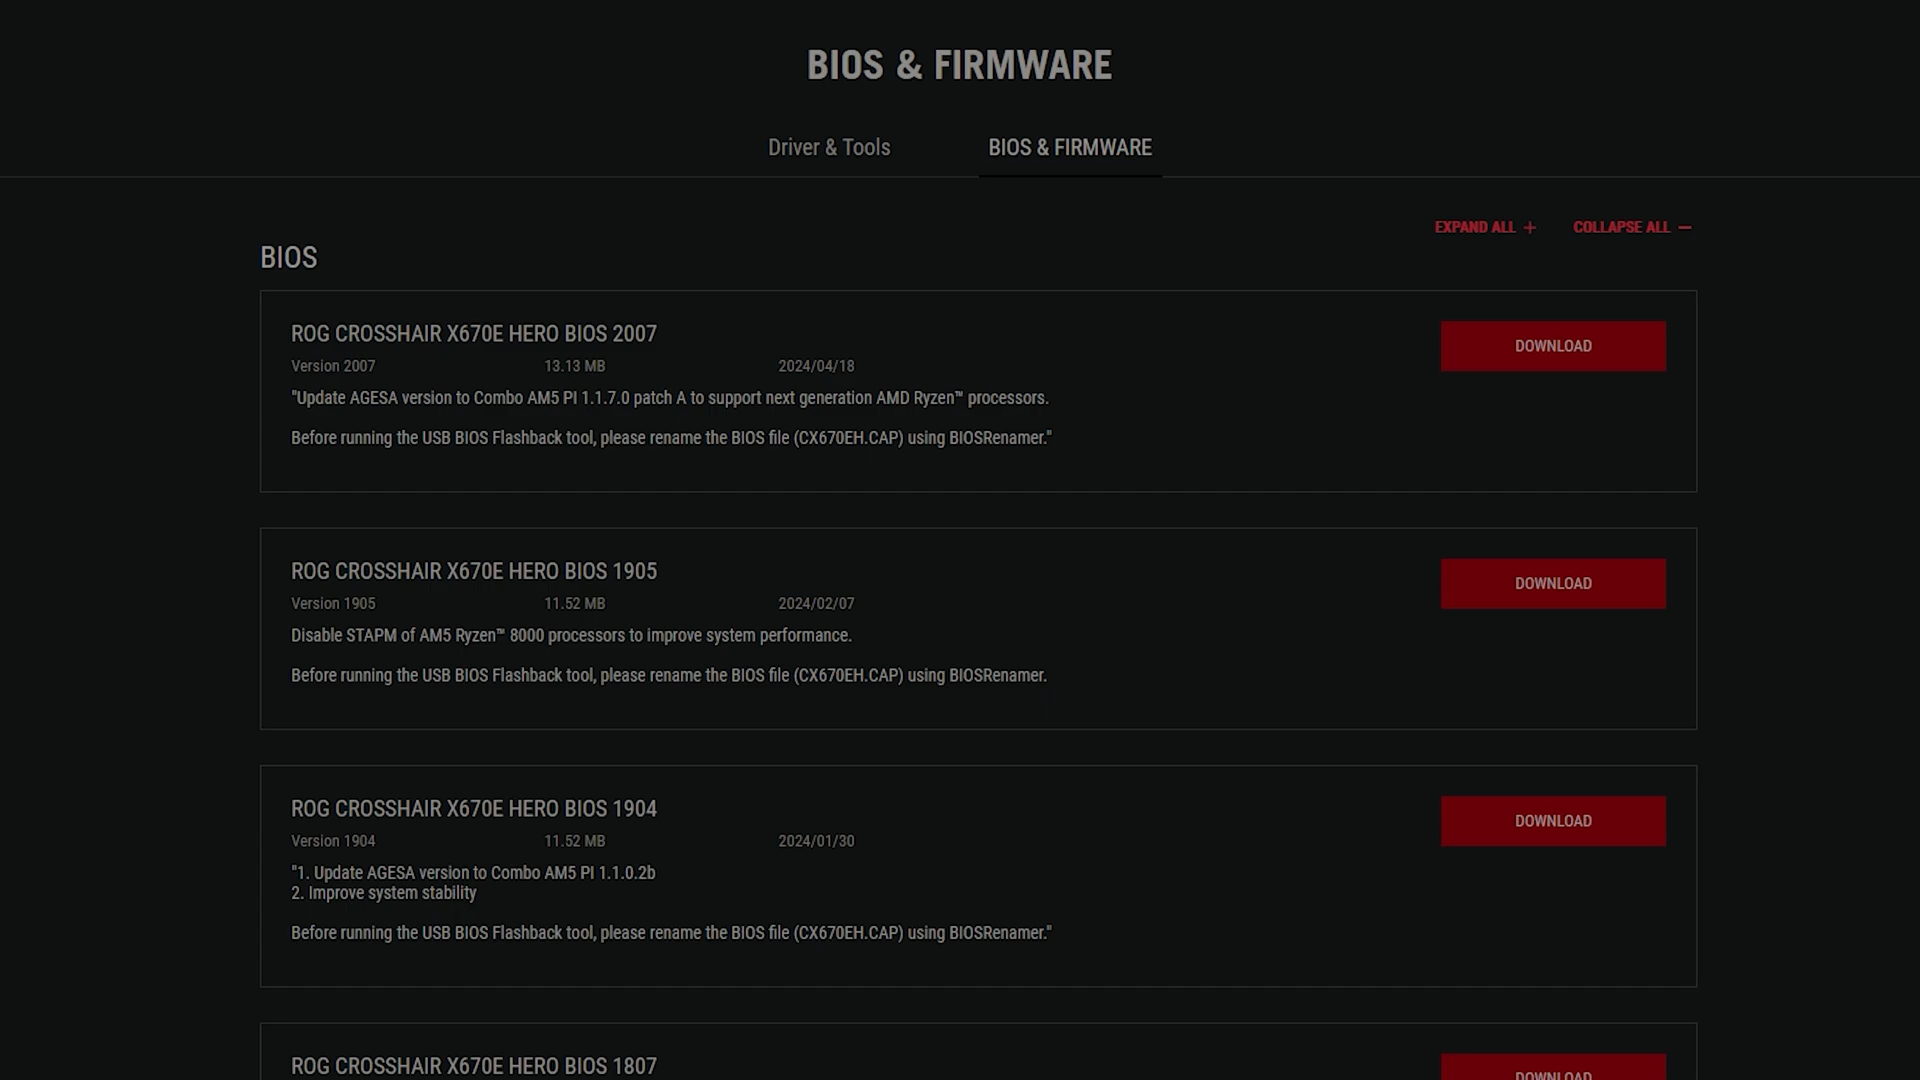 BIOS & FIRMWARE
Driver & Tools
BIOS & FIRMWARE
EXPAND ALL +
COLLAPSE ALL −
BIOS
ROG CROSSHAIR X670E HERO BIOS 2007
DOWNLOAD
Version 2007
13.13 MB
2024/04/18
"Update AGESA version to Combo AM5 PI 1.1.7.0 patch A to support next generation AMD Ryzen™ processors.
Before running the USB BIOS Flashback tool, please rename the BIOS file (CX670EH.CAP) using BIOSRenamer."
ROG CROSSHAIR X670E HERO BIOS 1905
DOWNLOAD
Version 1905
11.52 MB
2024/02/07
Disable STAPM of AM5 Ryzen™ 8000 processors to improve system performance.
Before running the USB BIOS Flashback tool, please rename the BIOS file (CX670EH.CAP) using BIOSRenamer.
ROG CROSSHAIR X670E HERO BIOS 1904
DOWNLOAD
Version 1904
11.52 MB
2024/01/30
"1. Update AGESA version to Combo AM5 PI 1.1.0.2b
2. Improve system stability
Before running the USB BIOS Flashback tool, please rename the BIOS file (CX670EH.CAP) using BIOSRenamer."
ROG CROSSHAIR X670E HERO BIOS 1807
DOWNLOAD